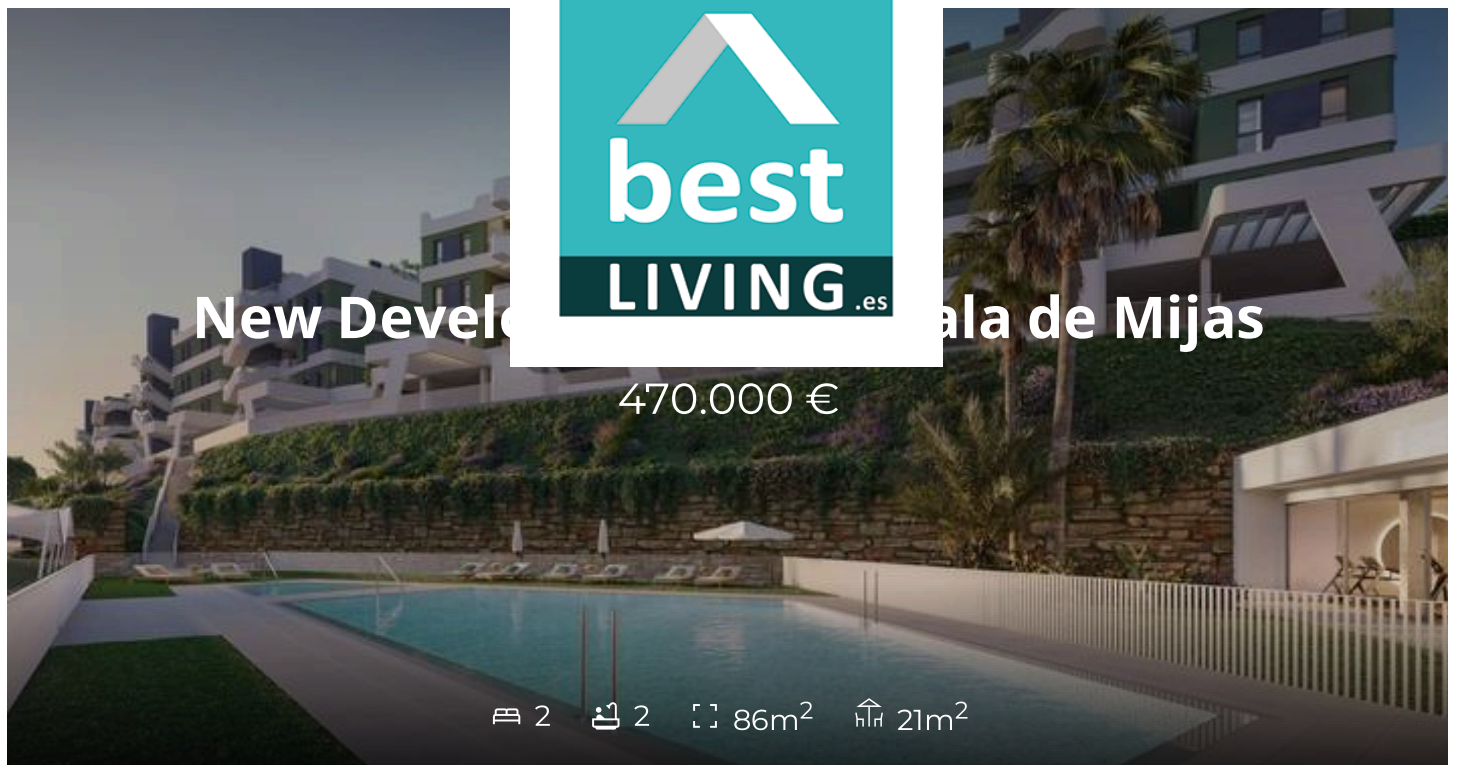 best
LIVING.es
New Develo ala de Mijas
470.000 €
2 2 86m² 21m²